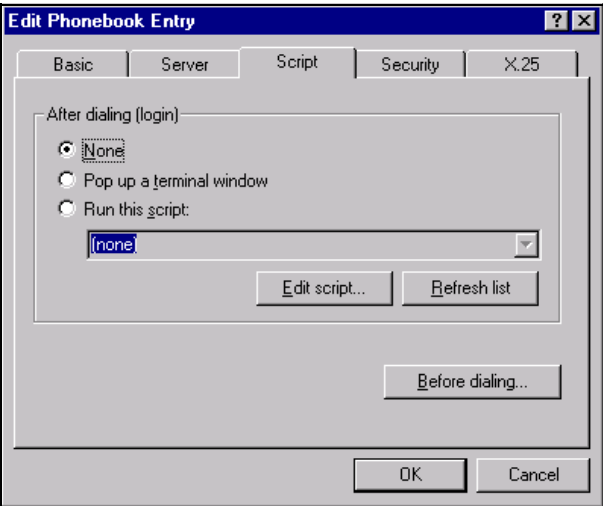 Edit Phonebook Entry ? ×
Basic Server Script Security X.25
After dialing (login)
None
Pop up a terminal window
Run this script:
(none)
Edit script... Refresh list
Before dialing...
OK Cancel